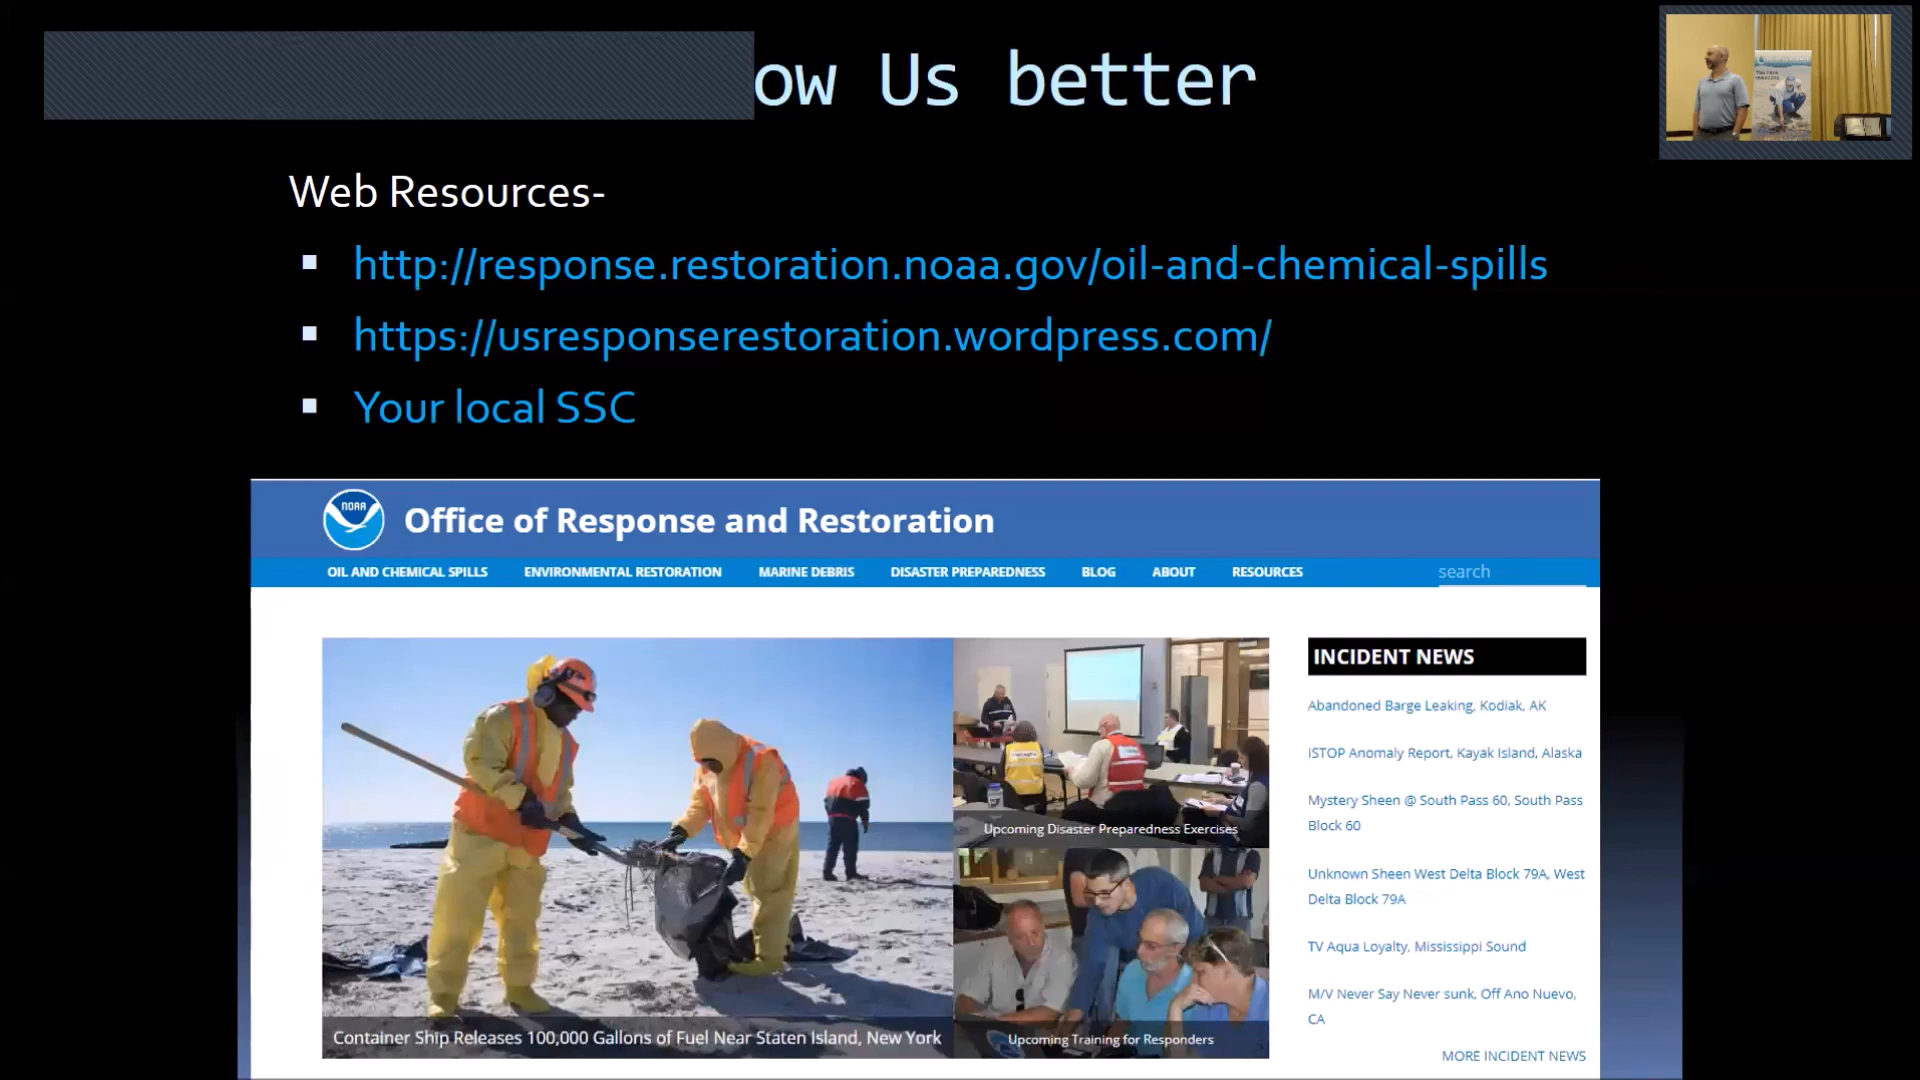 ow Us better
Web Resources-
http://response.restoration.noaa.gov/oil-and-chemical-spills
https://usresponserestoration.wordpress.com/
Your local SSC
NOAA
Office of Response and Restoration
OIL AND CHEMICAL SPILLS ENVIRONMENTAL RESTORATION MARINE DEBRIS DISASTER PREPAREDNESS BLOG ABOUT RESOURCES search
Container Ship Releases 100,000 Gallons of Fuel Near Staten Island, New York
Upcoming Disaster Preparedness Exercises
Upcoming Training for Responders
INCIDENT NEWS
Abandoned Barge Leaking, Kodiak, AK
ISTOP Anomaly Report, Kayak Island, Alaska
Mystery Sheen @ South Pass 60, South Pass
Block 60
Unknown Sheen West Delta Block 79A, West
Delta Block 79A
TV Aqua Loyalty, Mississippi Sound
M/V Never Say Never sunk, Off Ano Nuevo,
CA
MORE INCIDENT NEWS